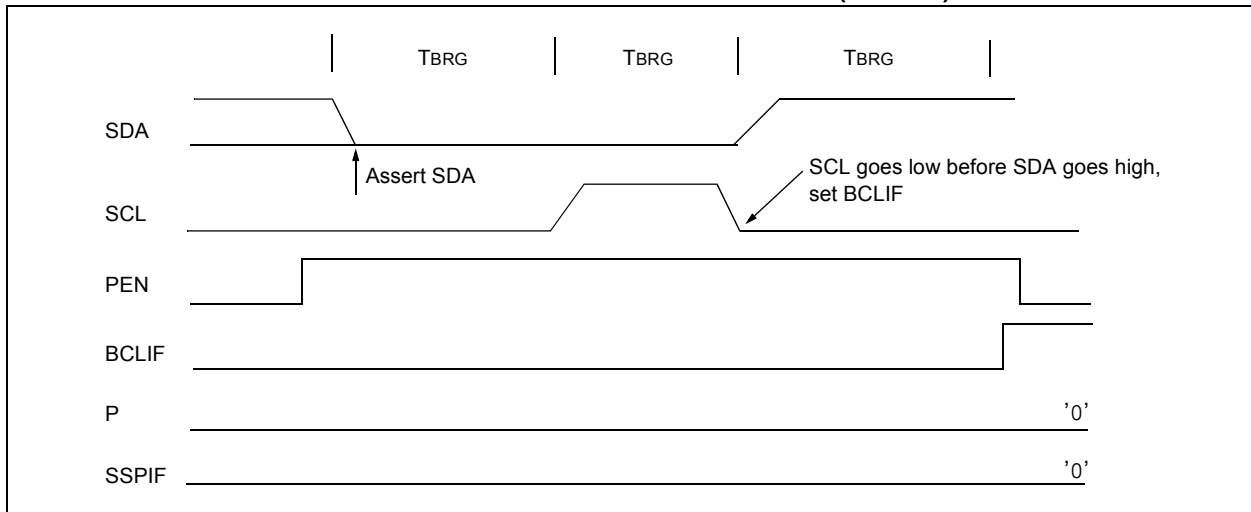 TBRG TBRG TBRG
SDA
Assert SDA
SCL goes low before SDA goes high,
set BCLIF
SCL
PEN
BCLIF
P '0'
SSPIF '0'